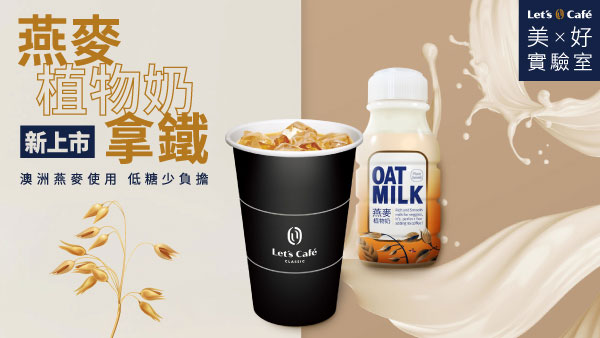 燕麥
植物奶
新上市
拿鐵
澳洲燕麥使用 低糖少負擔
Let's Café
美×好
實驗室
Let's Café
CLASSIC
OAT
MILK
燕麥
植物奶